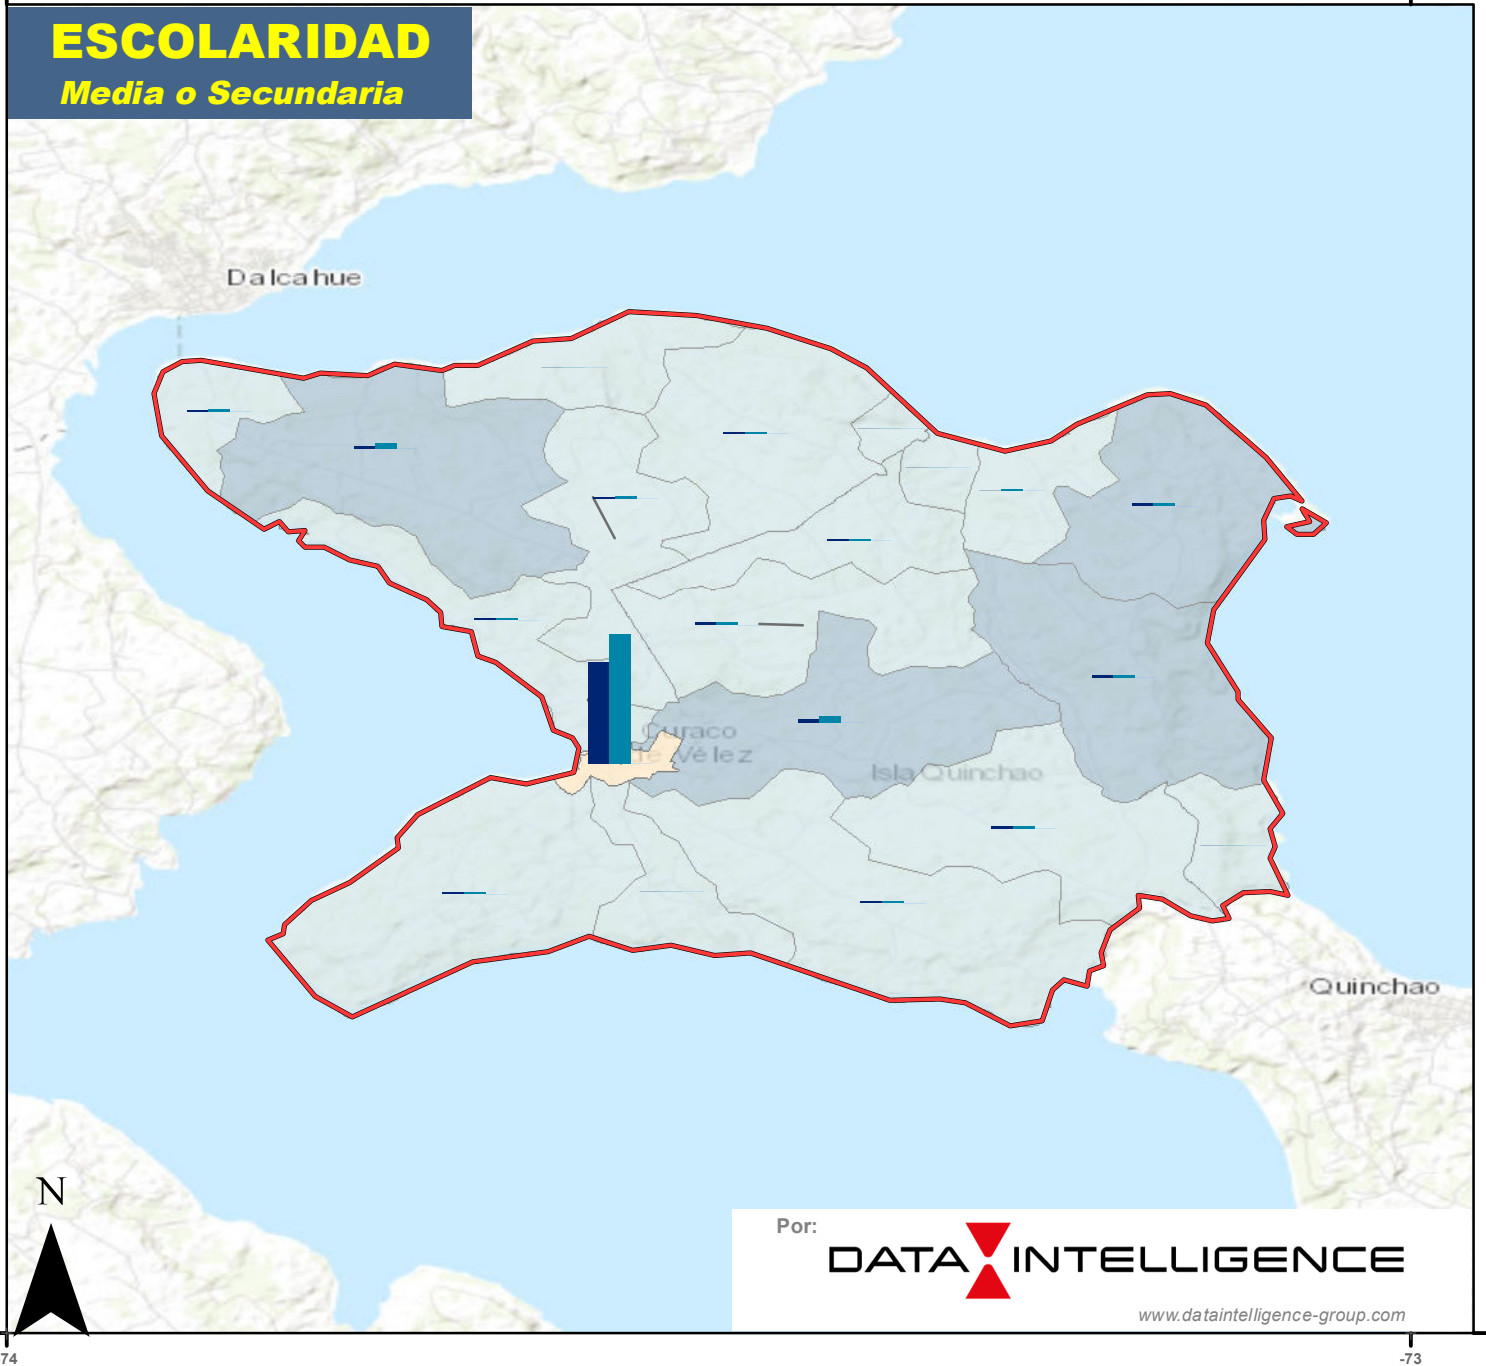 ESCOLARIDAD
Media o Secundaria
Dalcahue
Curaco
de Vélez
Isla Quinchao
Quinchao
N
Por:
DATA INTELLIGENCE
www.dataintelligence-group.com
74
-73